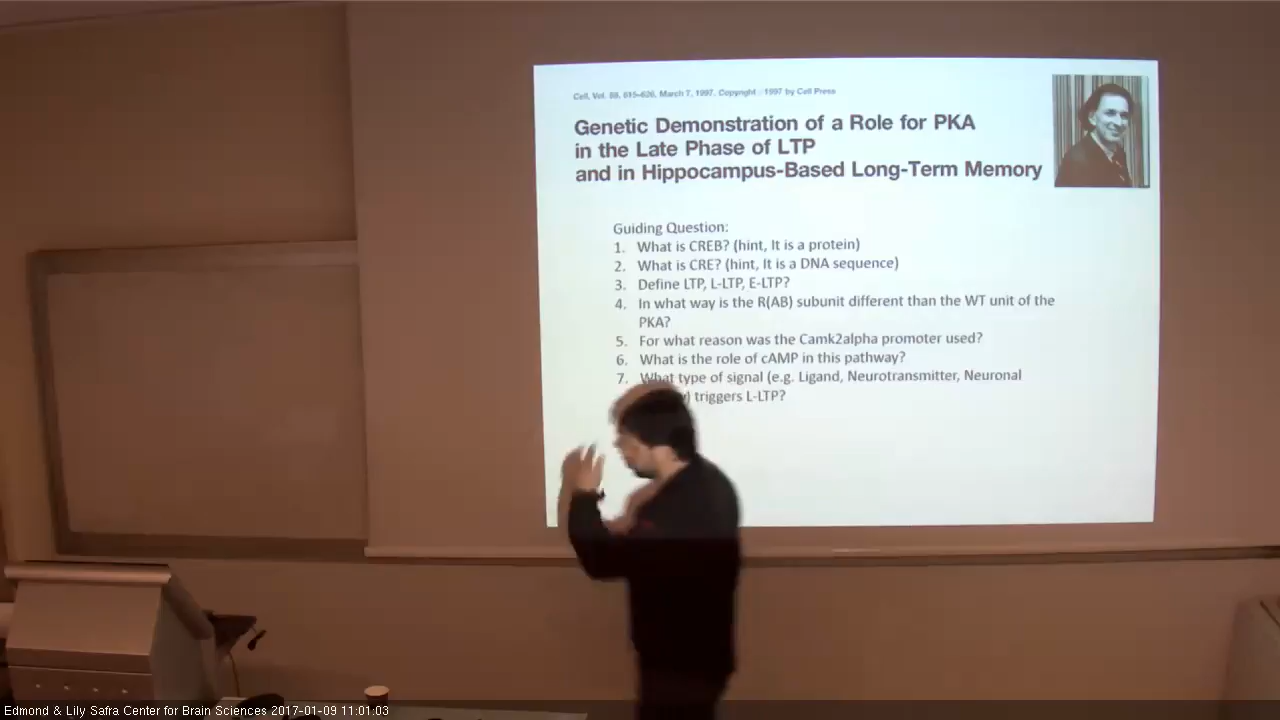 Cell, Vol. 88, 615–626, March 7, 1997, Copyright 1997 by Cell Press
Genetic Demonstration of a Role for PKA
in the Late Phase of LTP
and in Hippocampus-Based Long-Term Memory
Guiding Question:
1. What is CREB? (hint, It is a protein)
2. What is CRE? (hint, It is a DNA sequence)
3. Define LTP, L-LTP, E-LTP?
4. In what way is the R(AB) subunit different than the WT unit of the
PKA?
5. For what reason was the Camk2alpha promoter used?
6. What is the role of cAMP in this pathway?
7. What type of signal (e.g. Ligand, Neurotransmitter, Neuronal
triggers L-LTP?
Edmond & Lily Safra Center for Brain Sciences 2017-01-09 11:01:03